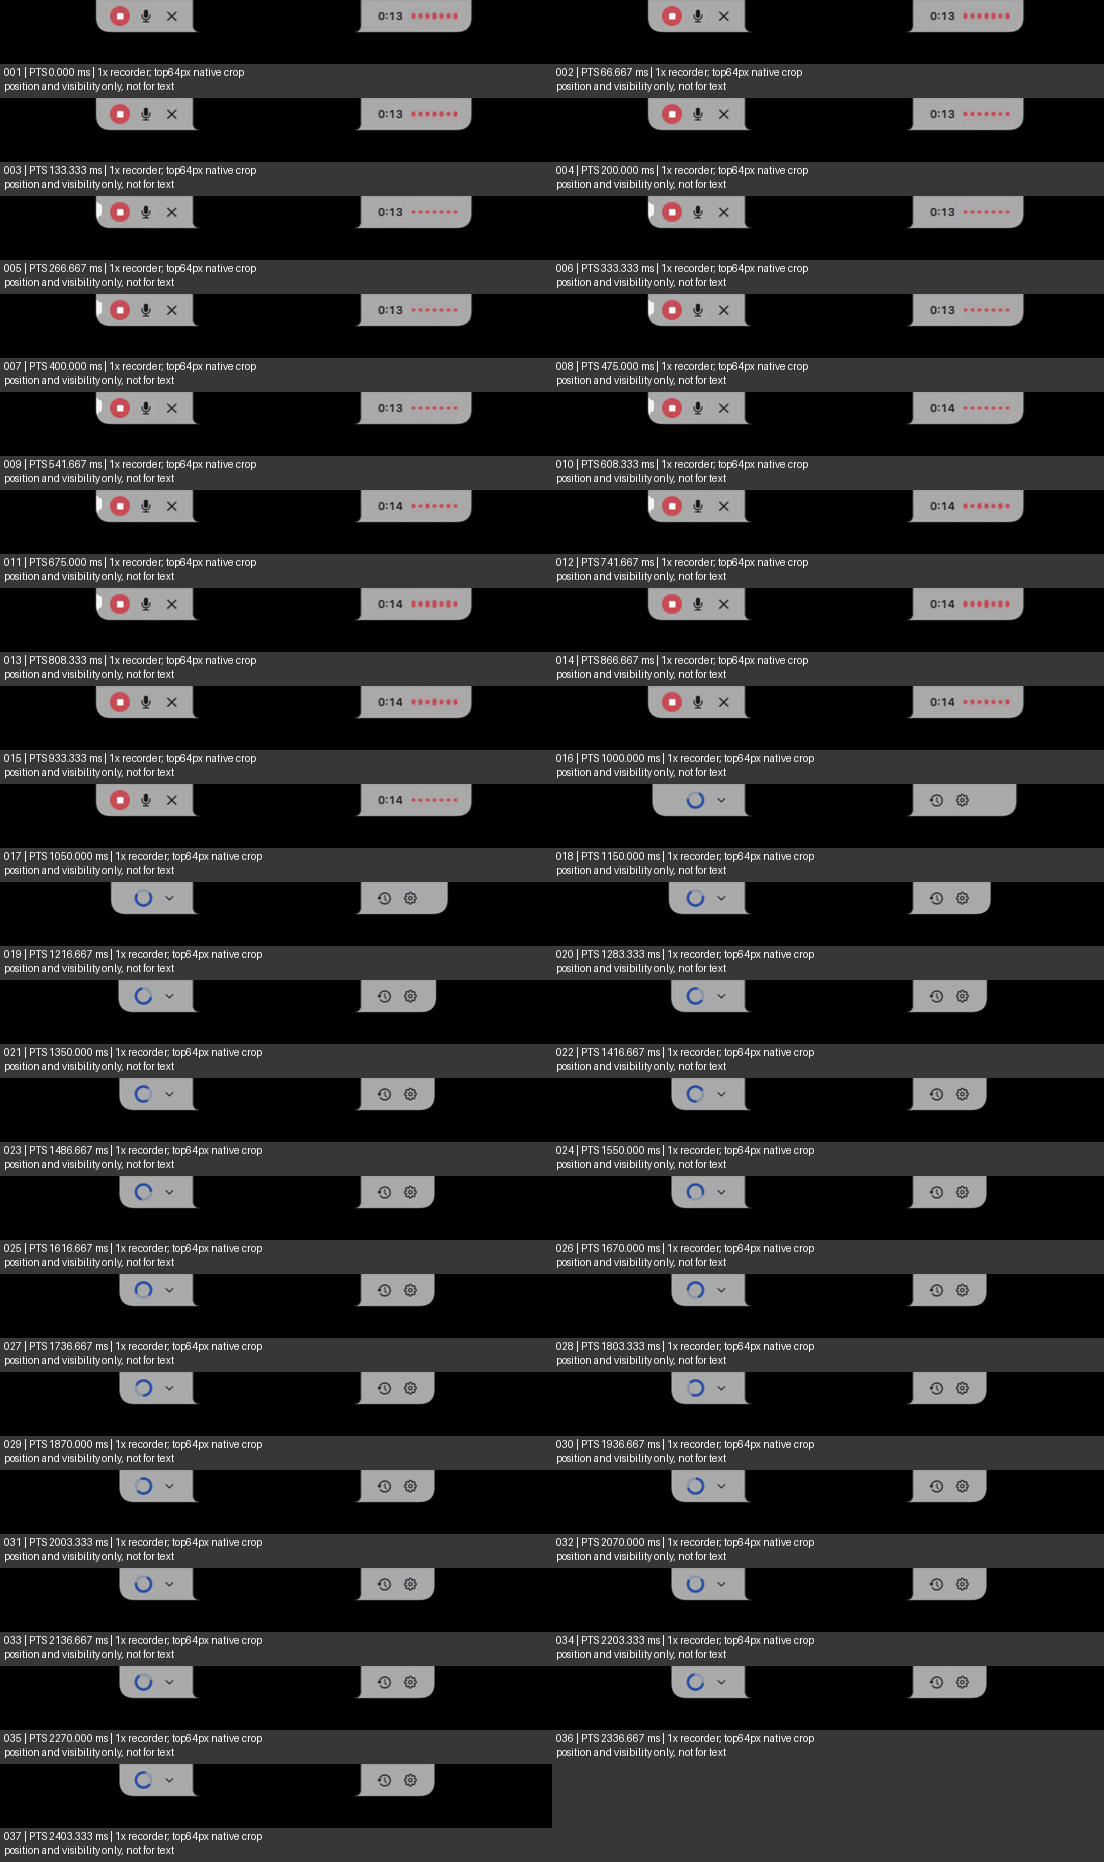 0:13
001 | PTS 0.000 ms | 1x recorder; top64px native crop
position and visibility only, not for text
0:13
002 | PTS 66.667 ms | 1x recorder; top64px native crop
position and visibility only, not for text
0:13
003 | PTS 133.333 ms | 1x recorder; top64px native crop
position and visibility only, not for text
0:13
004 | PTS 200.000 ms | 1x recorder; top64px native crop
position and visibility only, not for text
0:13
005 | PTS 266.667 ms | 1x recorder; top64px native crop
position and visibility only, not for text
0:13
006 | PTS 333.333 ms | 1x recorder; top64px native crop
position and visibility only, not for text
0:13
007 | PTS 400.000 ms | 1x recorder; top64px native crop
position and visibility only, not for text
0:13
008 | PTS 475.000 ms | 1x recorder; top64px native crop
position and visibility only, not for text
0:13
009 | PTS 541.667 ms | 1x recorder; top64px native crop
position and visibility only, not for text
0:14
010 | PTS 608.333 ms | 1x recorder; top64px native crop
position and visibility only, not for text
0:14
011 | PTS 675.000 ms | 1x recorder; top64px native crop
position and visibility only, not for text
0:14
012 | PTS 741.667 ms | 1x recorder; top64px native crop
position and visibility only, not for text
0:14
013 | PTS 808.333 ms | 1x recorder; top64px native crop
position and visibility only, not for text
0:14
014 | PTS 866.667 ms | 1x recorder; top64px native crop
position and visibility only, not for text
0:14
015 | PTS 933.333 ms | 1x recorder; top64px native crop
position and visibility only, not for text
0:14
016 | PTS 1000.000 ms | 1x recorder; top64px native crop
position and visibility only, not for text
0:14
017 | PTS 1050.000 ms | 1x recorder; top64px native crop
position and visibility only, not for text
018 | PTS 1150.000 ms | 1x recorder; top64px native crop
position and visibility only, not for text
019 | PTS 1216.667 ms | 1x recorder; top64px native crop
position and visibility only, not for text
020 | PTS 1283.333 ms | 1x recorder; top64px native crop
position and visibility only, not for text
021 | PTS 1350.000 ms | 1x recorder; top64px native crop
position and visibility only, not for text
022 | PTS 1416.667 ms | 1x recorder; top64px native crop
position and visibility only, not for text
023 | PTS 1486.667 ms | 1x recorder; top64px native crop
position and visibility only, not for text
024 | PTS 1550.000 ms | 1x recorder; top64px native crop
position and visibility only, not for text
025 | PTS 1616.667 ms | 1x recorder; top64px native crop
position and visibility only, not for text
026 | PTS 1670.000 ms | 1x recorder; top64px native crop
position and visibility only, not for text
027 | PTS 1736.667 ms | 1x recorder; top64px native crop
position and visibility only, not for text
028 | PTS 1803.333 ms | 1x recorder; top64px native crop
position and visibility only, not for text
029 | PTS 1870.000 ms | 1x recorder; top64px native crop
position and visibility only, not for text
030 | PTS 1936.667 ms | 1x recorder; top64px native crop
position and visibility only, not for text
031 | PTS 2003.333 ms | 1x recorder; top64px native crop
position and visibility only, not for text
032 | PTS 2070.000 ms | 1x recorder; top64px native crop
position and visibility only, not for text
033 | PTS 2136.667 ms | 1x recorder; top64px native crop
position and visibility only, not for text
034 | PTS 2203.333 ms | 1x recorder; top64px native crop
position and visibility only, not for text
035 | PTS 2270.000 ms | 1x recorder; top64px native crop
position and visibility only, not for text
036 | PTS 2336.667 ms | 1x recorder; top64px native crop
position and visibility only, not for text
037 | PTS 2403.333 ms | 1x recorder; top64px native crop
position and visibility only, not for text